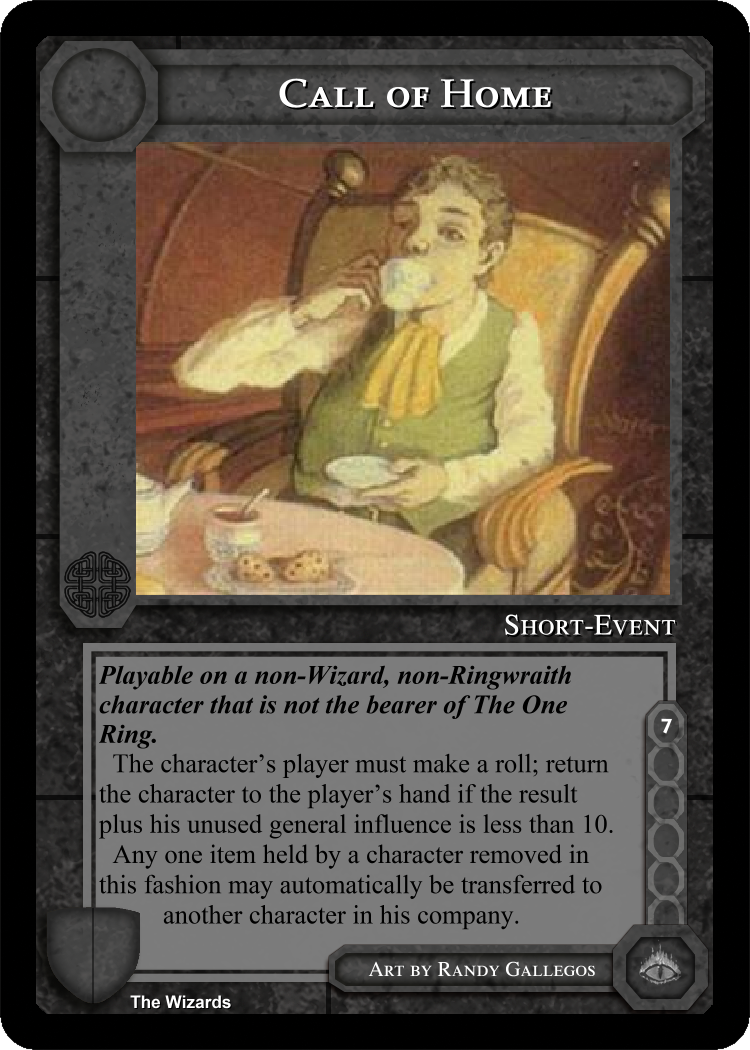 Call of Home
Short-Event
Playable on a non-Wizard, non-Ringwraith
character that is not the bearer of The One
Ring.
The character's player must make a roll; return
the character to the player's hand if the result
plus his unused general influence is less than 10.
Any one item held by a character removed in
this fashion may automatically be transferred to
another character in his company.
7
Art by Randy Gallegos
The Wizards